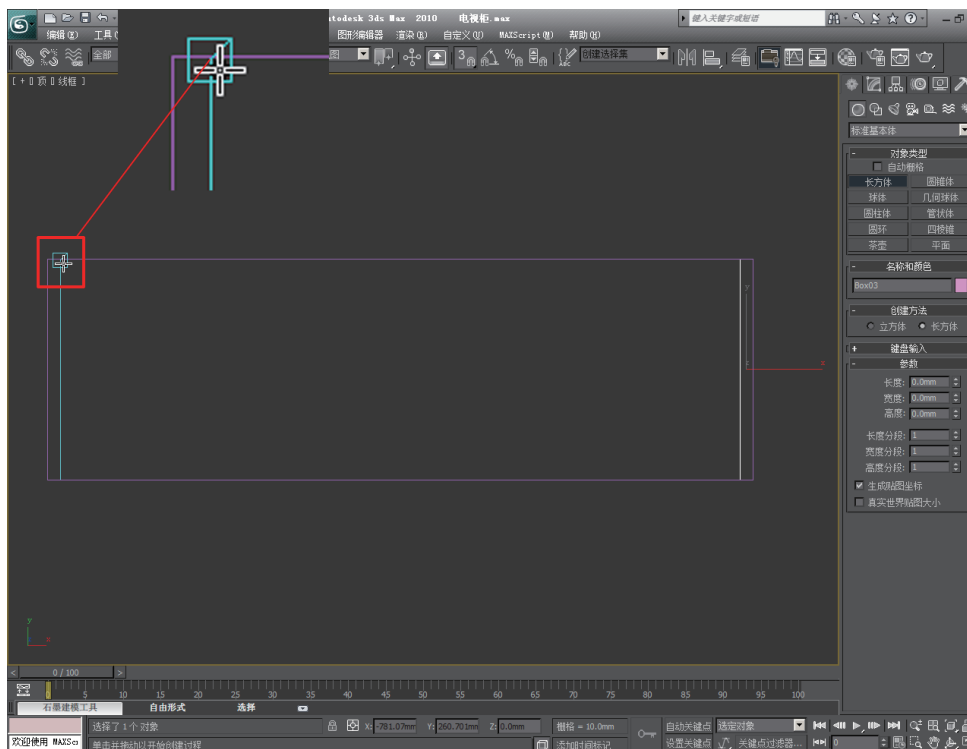 utodesk 3ds Max 2010 电视柜.max
键入关键字或短语
编辑(E) 工具( 图形编辑器 渲染(R) 自定义(U) MAXScript(M) 帮助(H)
全部 图 3 创建选择集
[ + 顶 线框 ]
标准基本体
- 对象类型
自动栅格
长方体 圆锥体
球体 几何球体
圆柱体 管状体
圆环 四棱锥
茶壶 平面
- 名称和颜色
Box03
- 创建方法
立方体 长方体
+ 键盘输入
- 参数
长度: 0.0mm
宽度: 0.0mm
高度: 0.0mm
长度分段: 1
宽度分段: 1
高度分段: 1
生成贴图坐标
真实世界贴图大小
y
z x
y
x
< 0 / 100 >
0 5 10 15 20 25 30 35 40 45 50 55 60 65 70 75 80 85 90 95 100
石墨建模工具 自由形式 选择
选择了 1 个对象 X: -781.07mm Y: 260.701mm Z: 0.0mm 栅格 = 10.0mm 自动关键点 选定对象
欢迎使用 MAXSc: 单击并拖动以开始创建过程 添加时间标记 设置关键点 关键点过滤器... 0